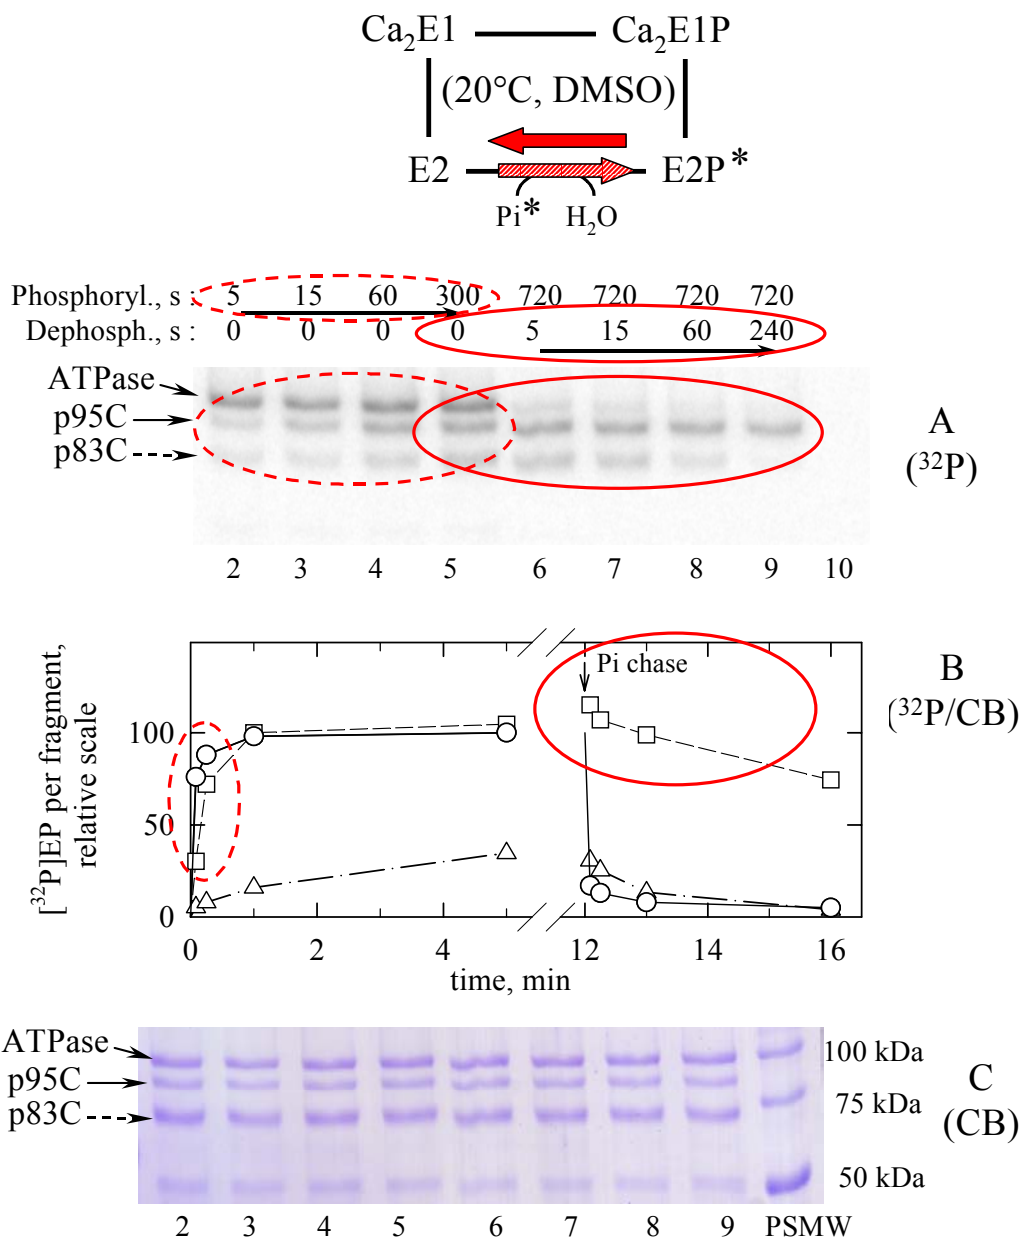 Ca₂E1 Ca₂E1P
(20°C, DMSO)
E2 E2P*
Pi* H₂O
Phosphoryl., s : 5 15 60 300 720 720 720 720
Dephosph., s : 0 0 0 0 5 15 60 240
ATPase
p95C
p83C
A
(³²P)
2 3 4 5 6 7 8 9 10
[³²P]EP per fragment,
relative scale
100
50
0
Pi chase
B
(³²P/CB)
0 2 4 12 14 16
time, min
ATPase
p95C
p83C
100 kDa
75 kDa
50 kDa
C
(CB)
2 3 4 5 6 7 8 9 PSMW